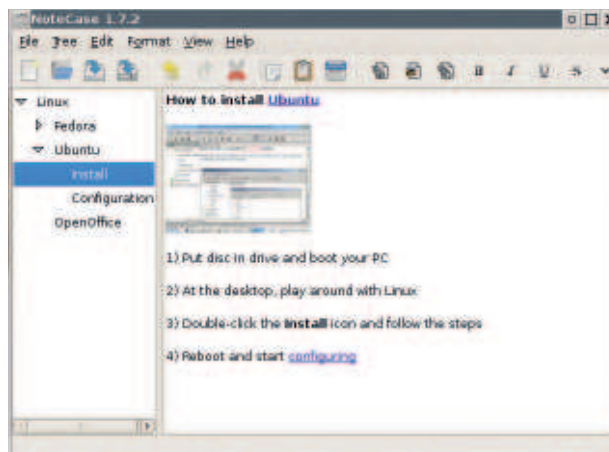 NoteCase 1.7.2
File Tree Edit Format View Help
B I U S
Linux
Fedora
Ubuntu
Install
Configuration
OpenOffice
How to install Ubuntu
1) Put disc in drive and boot your PC
2) At the desktop, play around with Linux
3) Double-click the Install icon and follow the steps
4) Reboot and start configuring